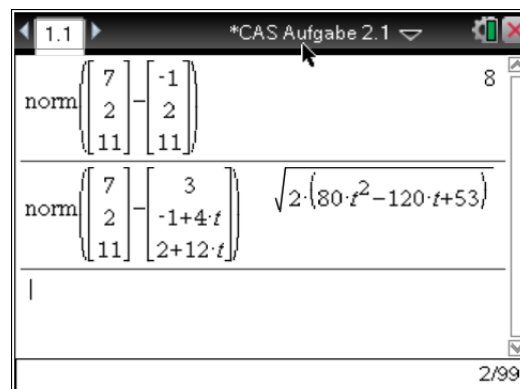 1.1 *CAS Aufgabe 2.1
norm([7 2 11]-[-1 2 11]) 8
norm([7 2 11]-[3 -1+4·t 2+12·t]) √2·(80·t²-120·t+53)
2/99